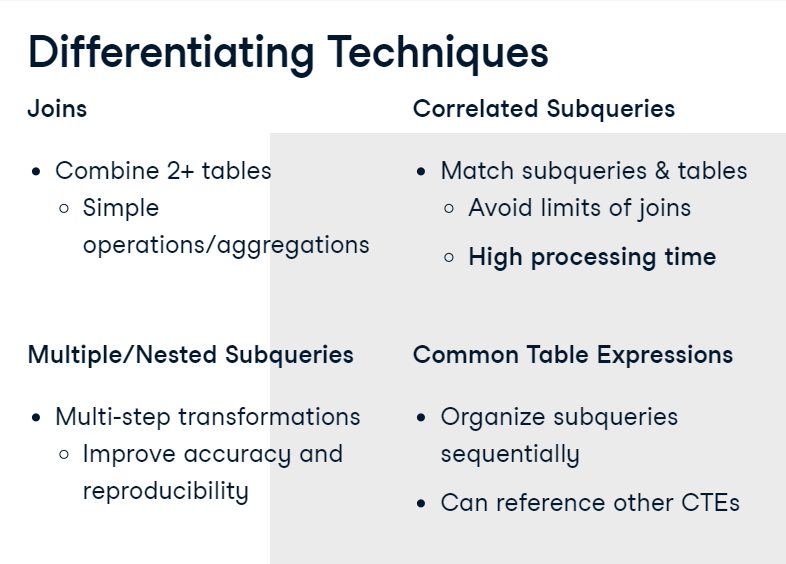 Differentiating Techniques
Joins
• Combine 2+ tables
○ Simple
operations/aggregations
Correlated Subqueries
• Match subqueries & tables
○ Avoid limits of joins
○ High processing time
Multiple/Nested Subqueries
• Multi-step transformations
○ Improve accuracy and
reproducibility
Common Table Expressions
• Organize subqueries
sequentially
• Can reference other CTEs